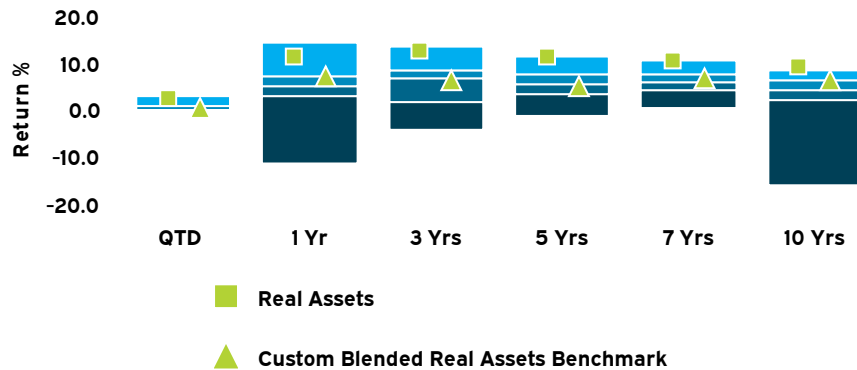 20.0
10.0
0.0
-10.0
-20.0
Return %
QTD 1 Yr 3 Yrs 5 Yrs 7 Yrs 10 Yrs
Real Assets
Custom Blended Real Assets Benchmark